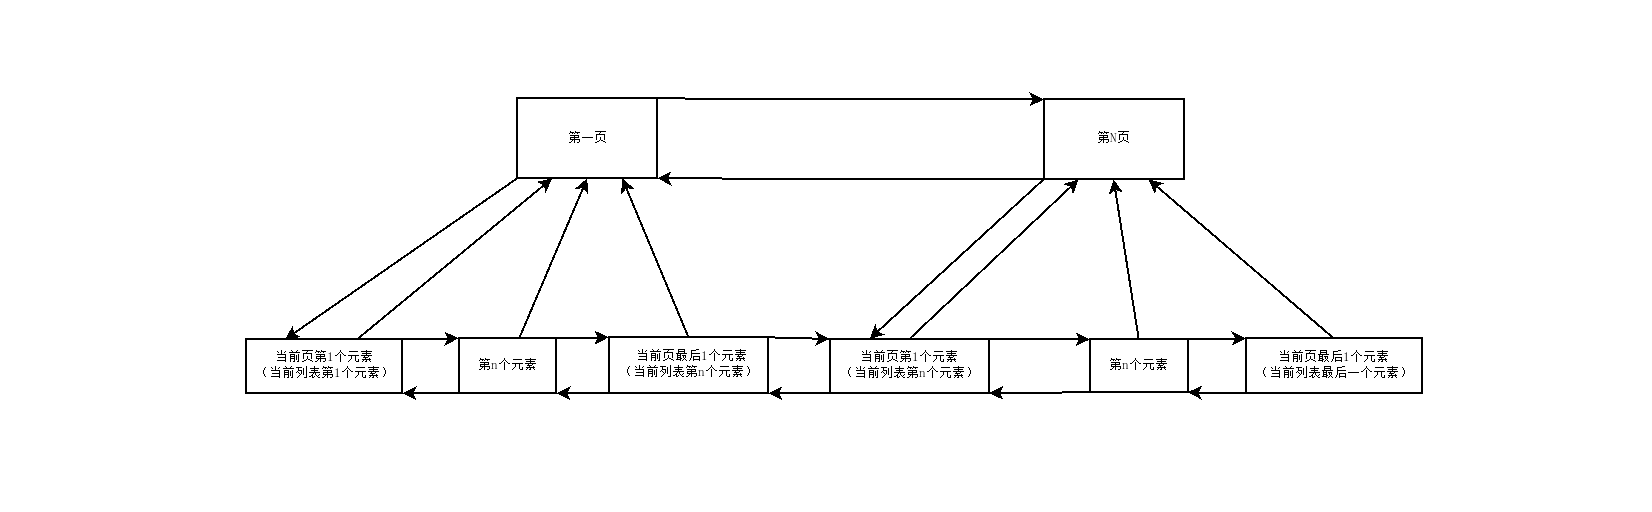 第一页
第N页
当前页第1个元素
（当前列表第1个元素）
第n个元素
当前页最后1个元素
（当前列表第n个元素）
当前页第1个元素
（当前列表第n个元素）
第n个元素
当前页最后1个元素
（当前列表最后一个元素）